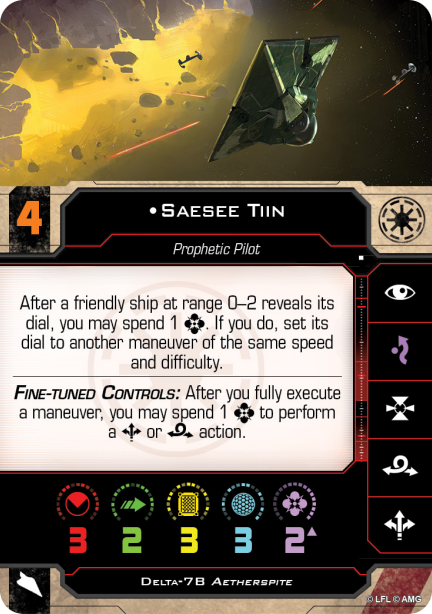 4
•Saesee Tiin
Prophetic Pilot
After a friendly ship at range 0–2 reveals its
dial, you may spend 1 . If you do, set its
dial to another maneuver of the same speed
and difficulty.
Fine-tuned Controls: After you fully execute
a maneuver, you may spend 1 to perform
a or action.
3 2 3 3 2
Delta-7B Aetherspite
© LFL © AMG